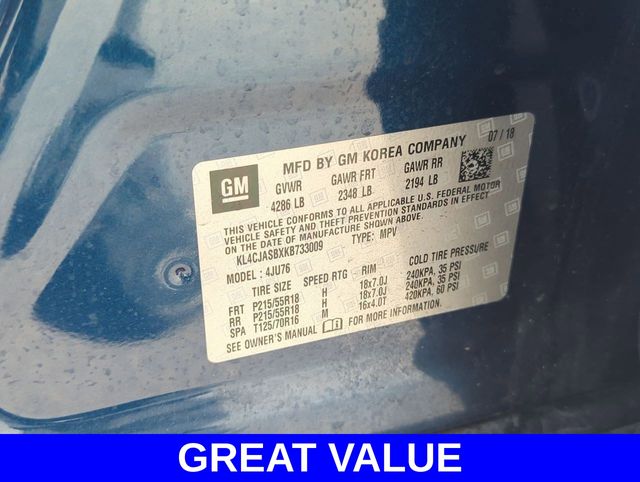 GM
MFD BY GM KOREA COMPANY 07 / 18
GVWR GAWR FRT GAWR RR
4286 LB 2348 LB 2194 LB
THIS VEHICLE CONFORMS TO ALL APPLICABLE U.S. FEDERAL MOTOR
VEHICLE SAFETY AND THEFT PREVENTION STANDARDS IN EFFECT
ON THE DATE OF MANUFACTURE SHOWN ABOVE.
KL4CJASBXKB733009 TYPE: MPV
MODEL : 4JU76
TIRE SIZE SPEED RTG RIM COLD TIRE PRESSURE
FRT P215/55R18 H 18x7.0J 240KPA, 35 PSI
RR P215/55R18 H 18x7.0J 240KPA, 35 PSI
SPA T125/70R16 M 16x4.0T 420KPA, 60 PSI
SEE OWNER'S MANUAL FOR MORE INFORMATION.
GREAT VALUE